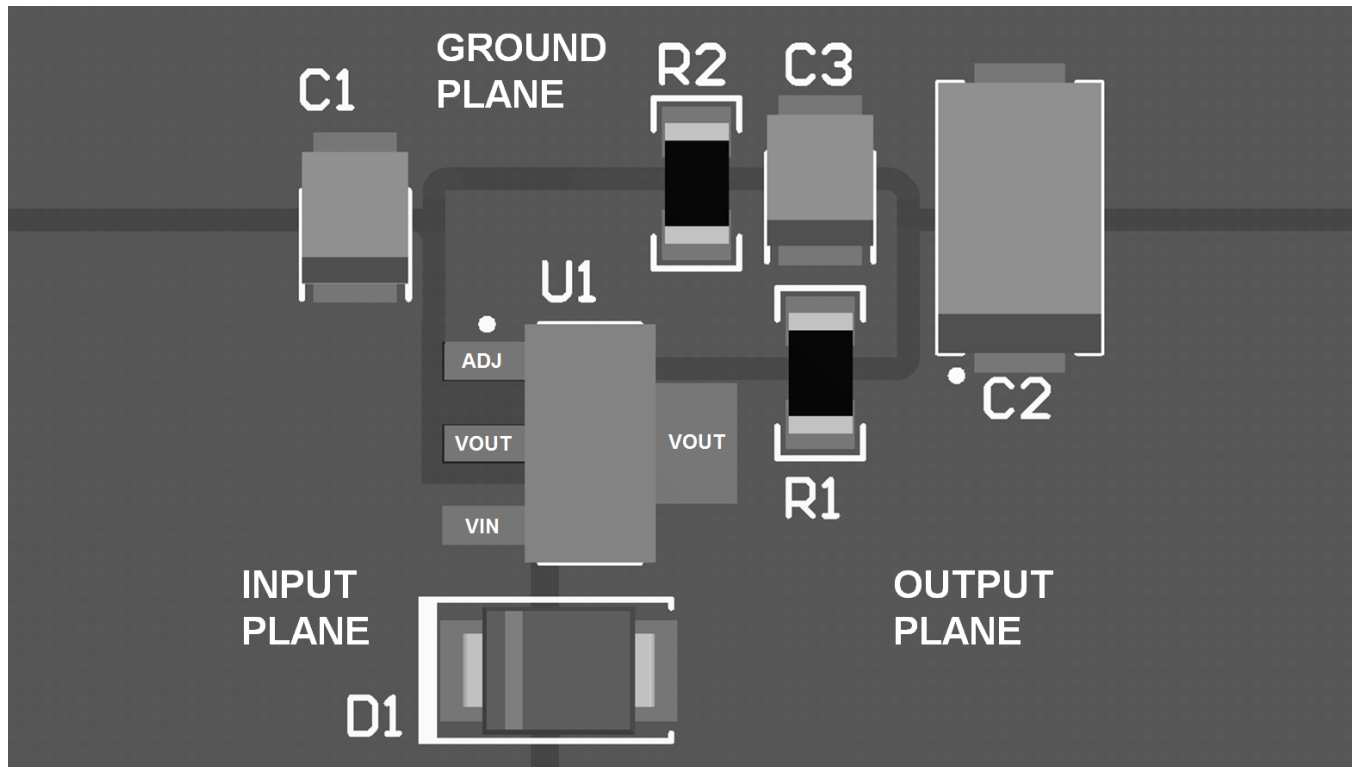 GROUND
PLANE
R2
C3
C1
U1
ADJ
C2
VOUT
VOUT
R1
VIN
INPUT
PLANE
OUTPUT
PLANE
D1